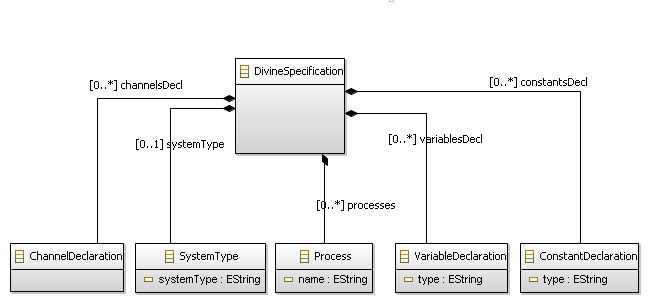 DivineSpecification
[0..*] channelsDecl
[0..*] constantsDecl
[0..1] systemType
[0..*] variablesDecl
[0..*] processes
ChannelDeclaration
SystemType
systemType : EString
Process
name : EString
VariableDeclaration
type : EString
ConstantDeclaration
type : EString